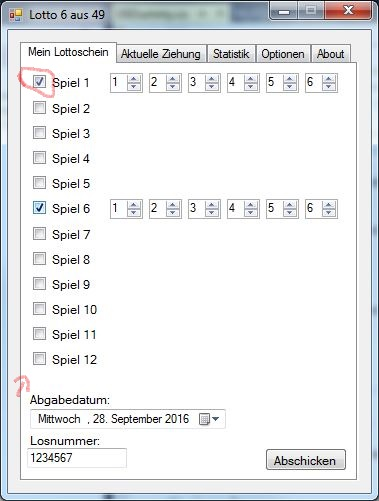 Lotto 6 aus 49
Mein Lottoschein Aktuelle Ziehung Statistik Optionen About
Spiel 1 1 2 3 4 5 6
Spiel 2
Spiel 3
Spiel 4
Spiel 5
Spiel 6 1 2 3 4 5 6
Spiel 7
Spiel 8
Spiel 9
Spiel 10
Spiel 11
Spiel 12
Abgabedatum:
Mittwoch , 28. September 2016
Losnummer:
1234567
Abschicken